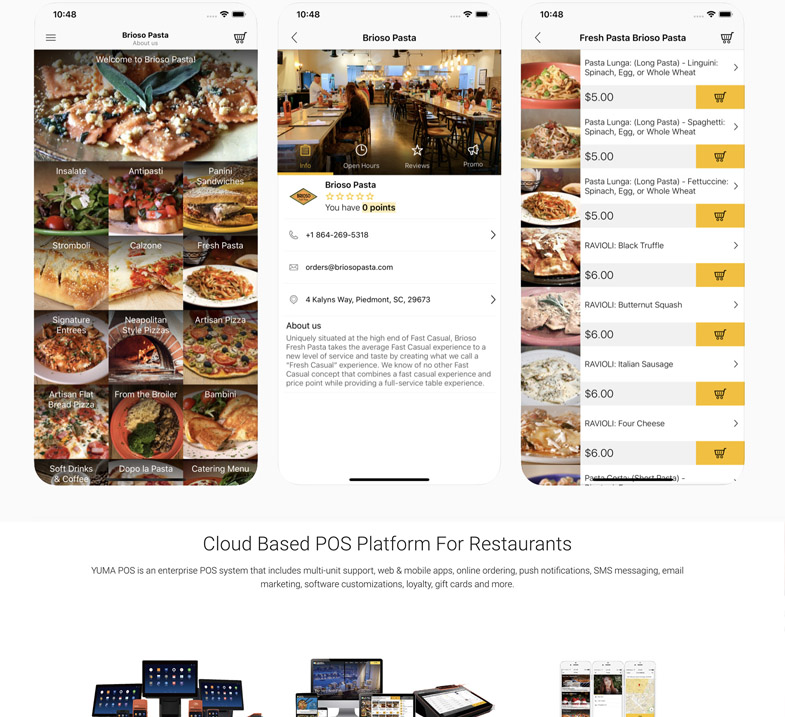 10:48
Brioso Pasta
About us
Welcome to Brioso Pasta!
Insalate
Antipasti
Panini
Sandwiches
Stromboli
Calzone
Fresh Pasta
Signature
Entrees
Neapolitan
Style Pizzas
Artisan Pizza
Artisan Flat
Bread Pizza
From the Broiler
Bambini
Soft Drinks
& Coffee
Dopo la Pasta
Catering Menu
10:48
Brioso Pasta
Info
Open Hours
Reviews
Promo
BRIOSO
Brioso Pasta
You have 0 points
+1 864-269-5318
orders@briosopasta.com
4 Kalyns Way, Piedmont, SC, 29673
About us
Uniquely situated at the high end of Fast Casual, Brioso
Fresh Pasta takes the average Fast Casual experience to a
new level of service and taste by creating what we call a
"Fresh Casual" experience. We know of no other Fast
Casual concept that combines a fast casual experience and
price point while providing a full-service table experience.
10:48
Fresh Pasta Brioso Pasta
Pasta Lunga: (Long Pasta) - Linguini:
Spinach, Egg, or Whole Wheat
$5.00
Pasta Lunga: (Long Pasta) - Spaghetti:
Spinach, Egg, or Whole Wheat
$5.00
Pasta Lunga: (Long Pasta) - Fettuccine:
Spinach, Egg, or Whole Wheat
$5.00
RAVIOLI: Black Truffle
$6.00
RAVIOLI: Butternut Squash
$6.00
RAVIOLI: Italian Sausage
$6.00
RAVIOLI: Four Cheese
$6.00
Pasta Corta: (Short Pasta) -
Cloud Based POS Platform For Restaurants
YUMA POS is an enterprise POS system that includes multi-unit support, web & mobile apps, online ordering, push notifications, SMS messaging, email
marketing, software customizations, loyalty, gift cards and more.